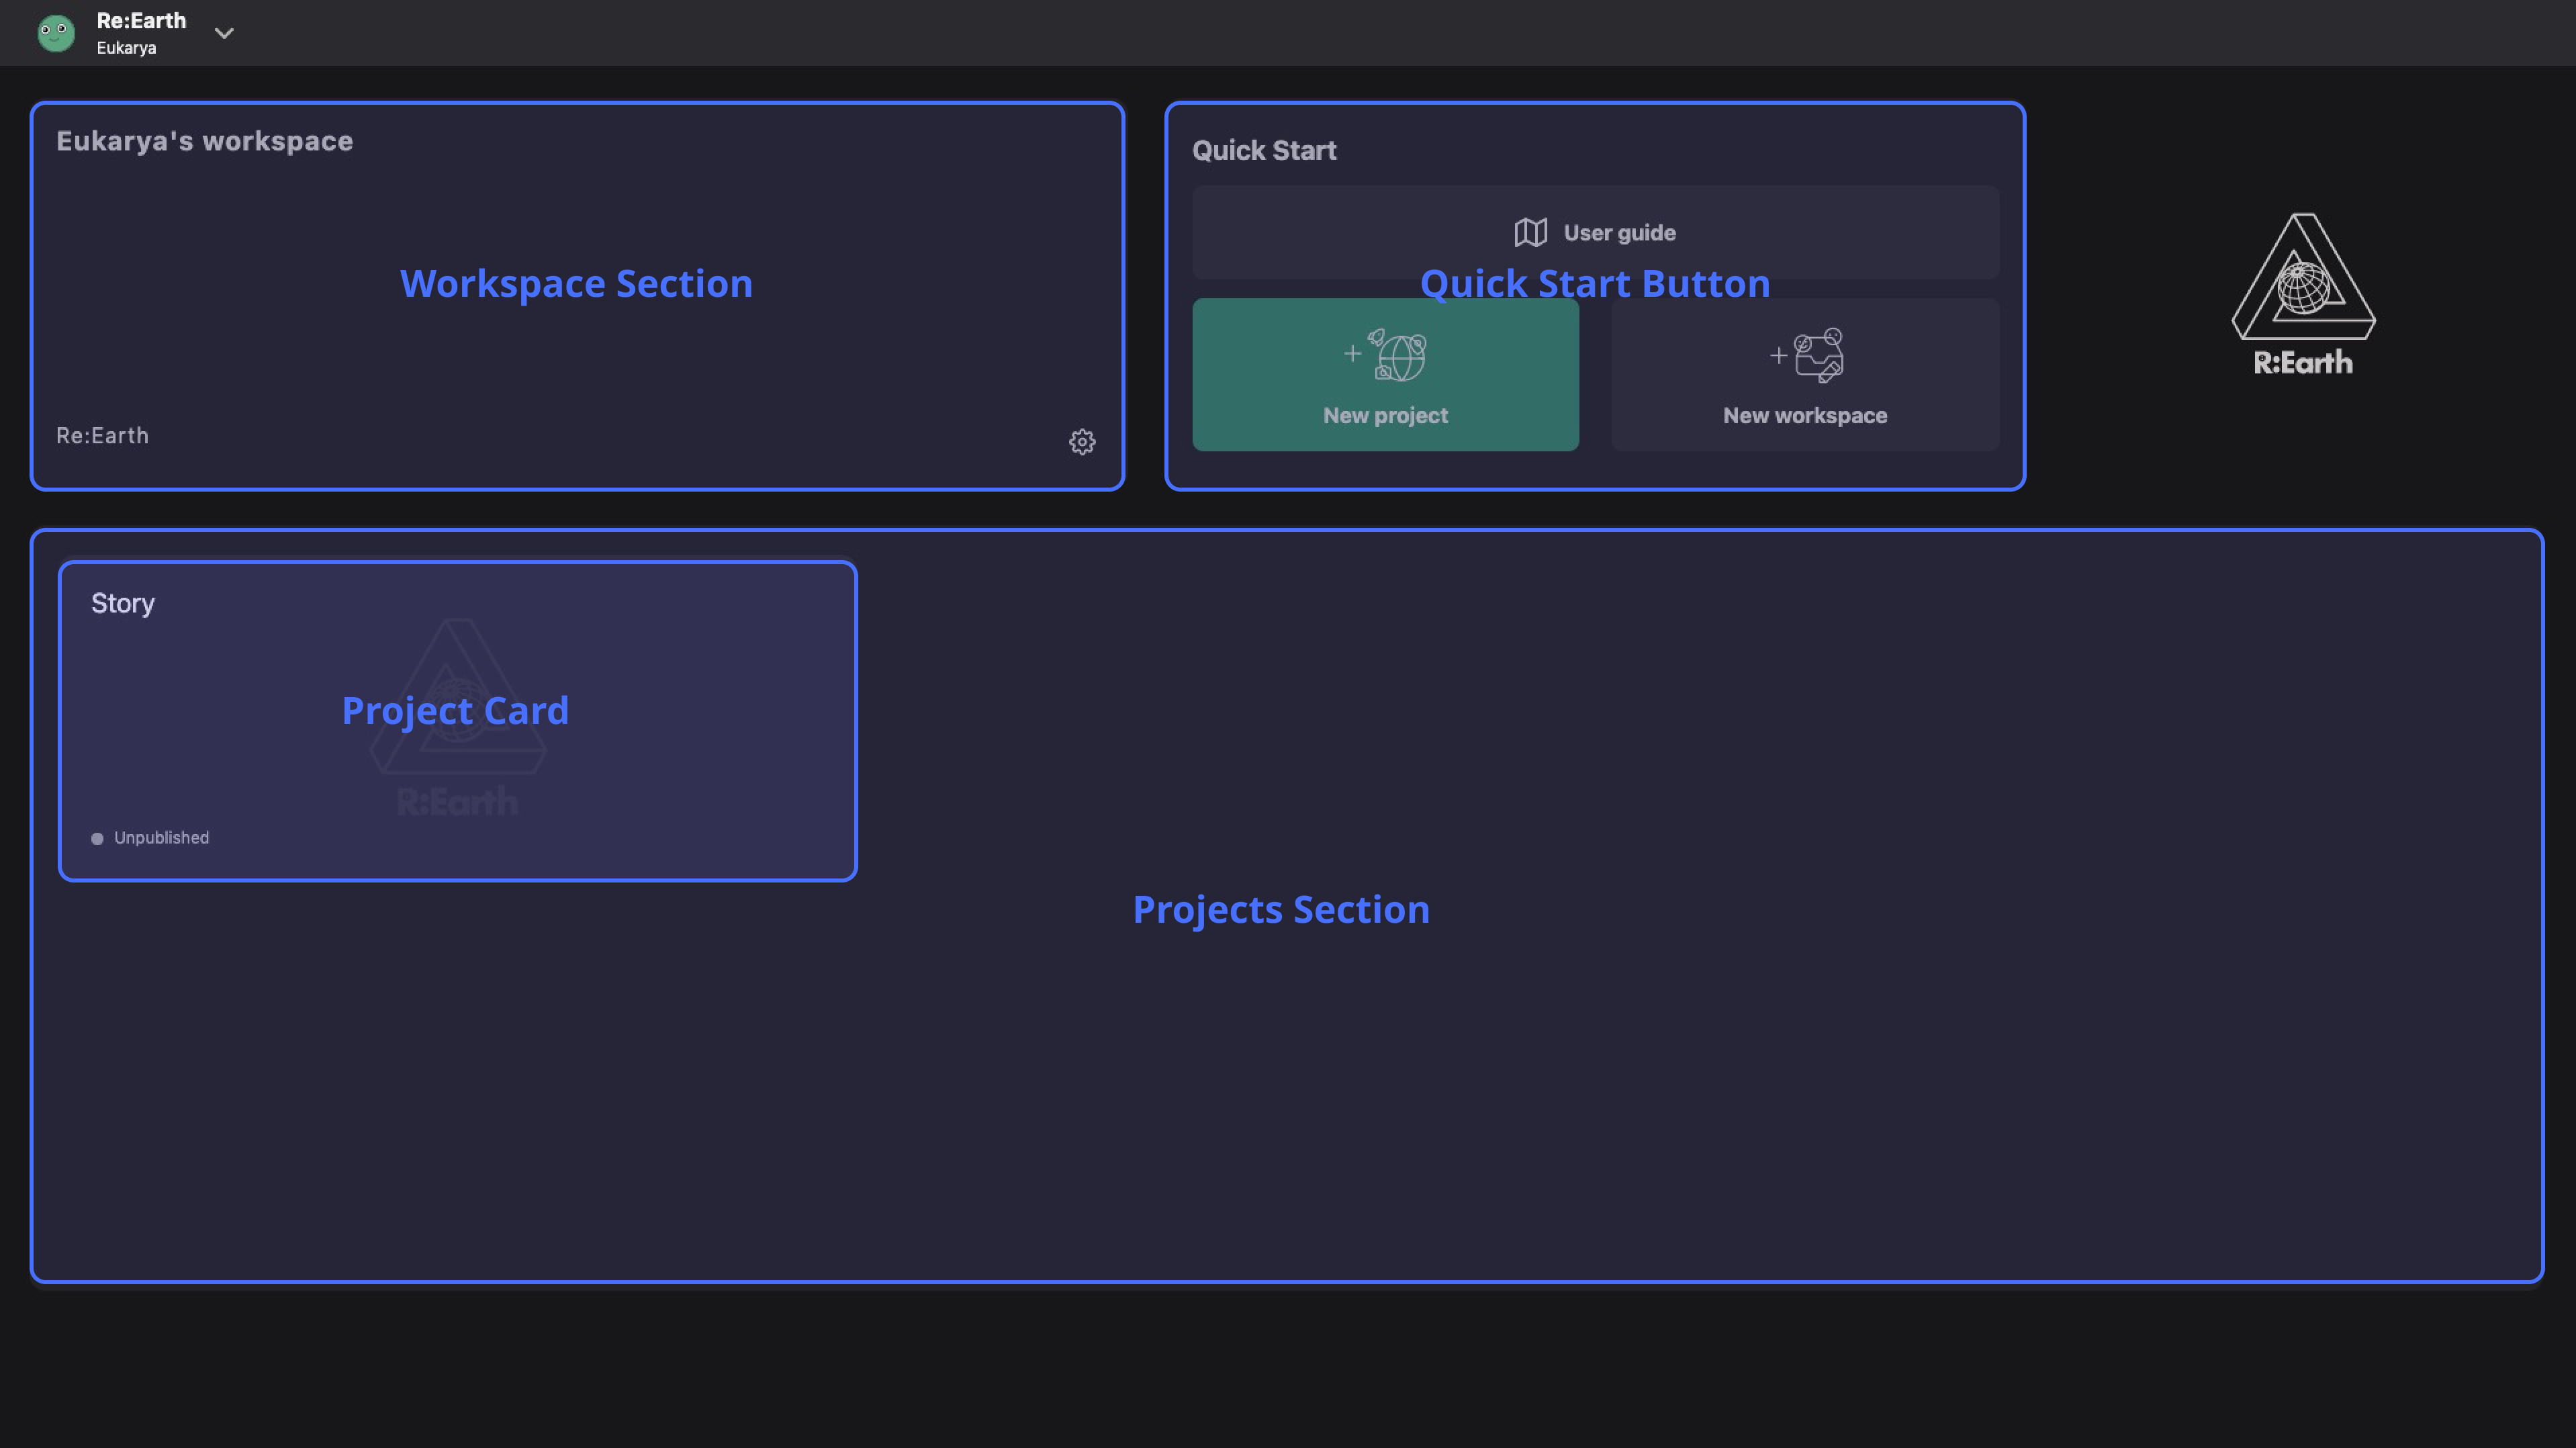 Re:Earth
Eukarya
Eukarya's workspace
Workspace Section
Re:Earth
Quick Start
User guide
Quick Start Button
New project
New workspace
R:Earth
Story
Project Card
R:Earth
Unpublished
Projects Section